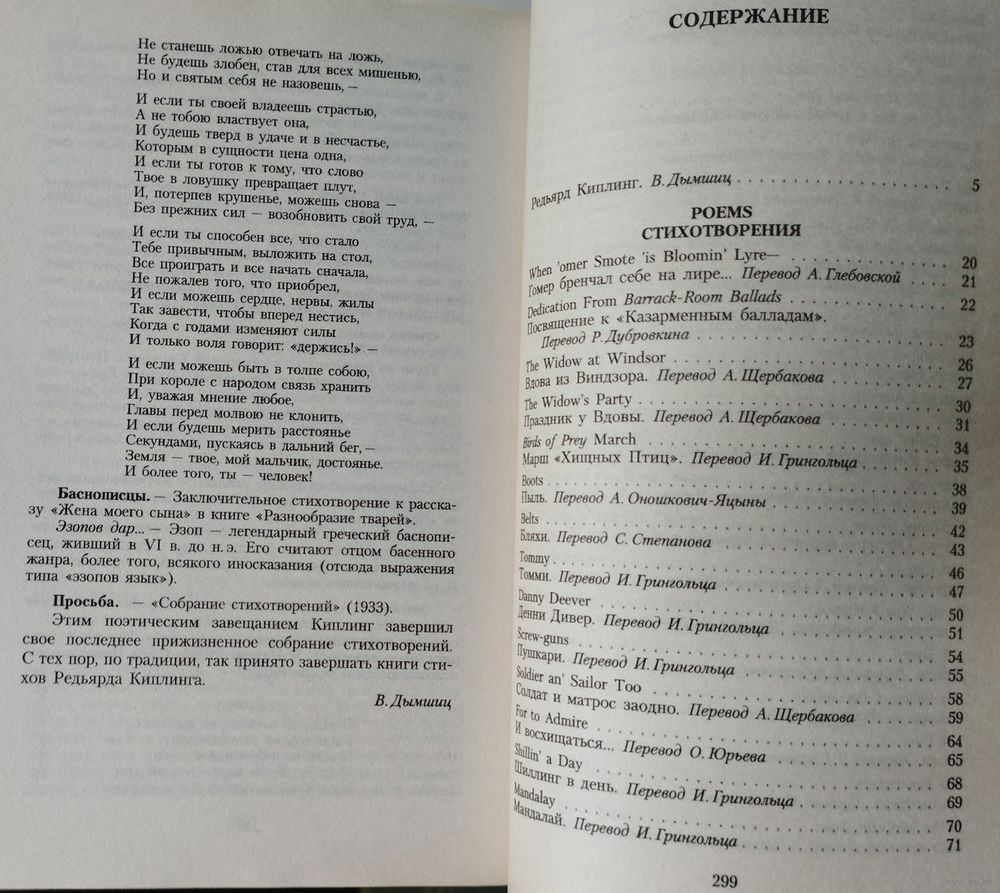 Не станешь ложью отвечать на ложь,
Не будешь злобен, став для всех мишенью,
Но и святым себя не назовешь, —
И если ты своей владеешь страстью,
А не тобою властвует она,
И будешь тверд в удаче и в несчастье,
Которым в сущности цена одна,
И если ты готов к тому, что слово
Твое в ловушку превращает плут,
И, потерпев крушенье, можешь снова —
Без прежних сил — возобновить свой труд, —
И если ты способен все, что стало
Тебе привычным, выложить на стол,
Все проиграть и все начать сначала,
Не пожалев того, что приобрел,
И если можешь сердце, нервы, жилы
Так завести, чтобы вперед нестись,
Когда с годами изменяют силы
И только воля говорит: «держись!» —
И если можешь быть в толпе собою,
При короле с народом связь хранить
И, уважая мнение любое,
Главы перед молвою не клонить,
И если будешь мерить расстоянье
Секундами, пускаясь в дальний бег, —
Земля — твое, мой мальчик, достоянье.
И более того, ты — человек!
Баснописцы. — Заключительное стихотворение к расска-
зу «Жена моего сына» в книге «Разнообразие тварей».
Эзопов дар... — Эзоп — легендарный греческий баснопи-
сец, живший в VI в. до н.э. Его считают отцом басенного
жанра, более того, всякого иносказания (отсюда выражения
типа «эзопов язык»).
Просьба. — «Собрание стихотворений» (1933).
Этим поэтическим завещанием Киплинг завершил
свое последнее прижизненное собрание стихотворений.
С тех пор, по традиции, так принято завершать книги сти-
хов Редьярда Киплинга.
В. Дымшиц
СОДЕРЖАНИЕ
Редьярд Киплинг. В. Дымшиц . . . . . . . . . . . . . . . . 5
POEMS
СТИХОТВОРЕНИЯ
When 'omer Smote 'is Bloomin' Lyre— . . . . . . . . . . . . 20
Гомер бренчал себе на лире... Перевод А. Глебовской . . . . 21
Dedication From Barrack-Room Ballads . . . . . . . . . . . . 22
Посвящение к «Казарменным балладам».
Перевод Р. Дубровкина . . . . . . . . . . . . . . . . . . 23
The Widow at Windsor . . . . . . . . . . . . . . . . . . . 26
Вдова из Виндзора. Перевод А. Щербакова . . . . . . . . . . 27
The Widow's Party . . . . . . . . . . . . . . . . . . . . . 30
Праздник у Вдовы. Перевод А. Щербакова . . . . . . . . . . 31
Birds of Prey March . . . . . . . . . . . . . . . . . . . . 34
Марш «Хищных Птиц». Перевод И. Грингольца . . . . . . . . 35
Boots . . . . . . . . . . . . . . . . . . . . . . . . . . . 38
Пыль. Перевод А. Оношкович-Яцыны . . . . . . . . . . . . . 39
Belts . . . . . . . . . . . . . . . . . . . . . . . . . . . 42
Бляхи. Перевод С. Степанова . . . . . . . . . . . . . . . . 43
Tommy . . . . . . . . . . . . . . . . . . . . . . . . . . . 46
Томми. Перевод И. Грингольца . . . . . . . . . . . . . . . 47
Danny Deever . . . . . . . . . . . . . . . . . . . . . . . 50
Денни Дивер. Перевод И. Грингольца . . . . . . . . . . . . 51
Screw-guns . . . . . . . . . . . . . . . . . . . . . . . . 54
Пушкари. Перевод И. Грингольца . . . . . . . . . . . . . . 55
Soldier an' Sailor Too . . . . . . . . . . . . . . . . . . . 58
Солдат и матрос заодно. Перевод А. Щербакова . . . . . . . 59
For to Admire . . . . . . . . . . . . . . . . . . . . . . . 64
И восхищаться... Перевод О. Юрьева . . . . . . . . . . . . 65
Shillin' a Day . . . . . . . . . . . . . . . . . . . . . . . 68
Шиллинг в день. Перевод И. Грингольца . . . . . . . . . . . 69
Mandalay . . . . . . . . . . . . . . . . . . . . . . . . . 70
Мандалай. Перевод И. Грингольца . . . . . . . . . . . . . . 71
299